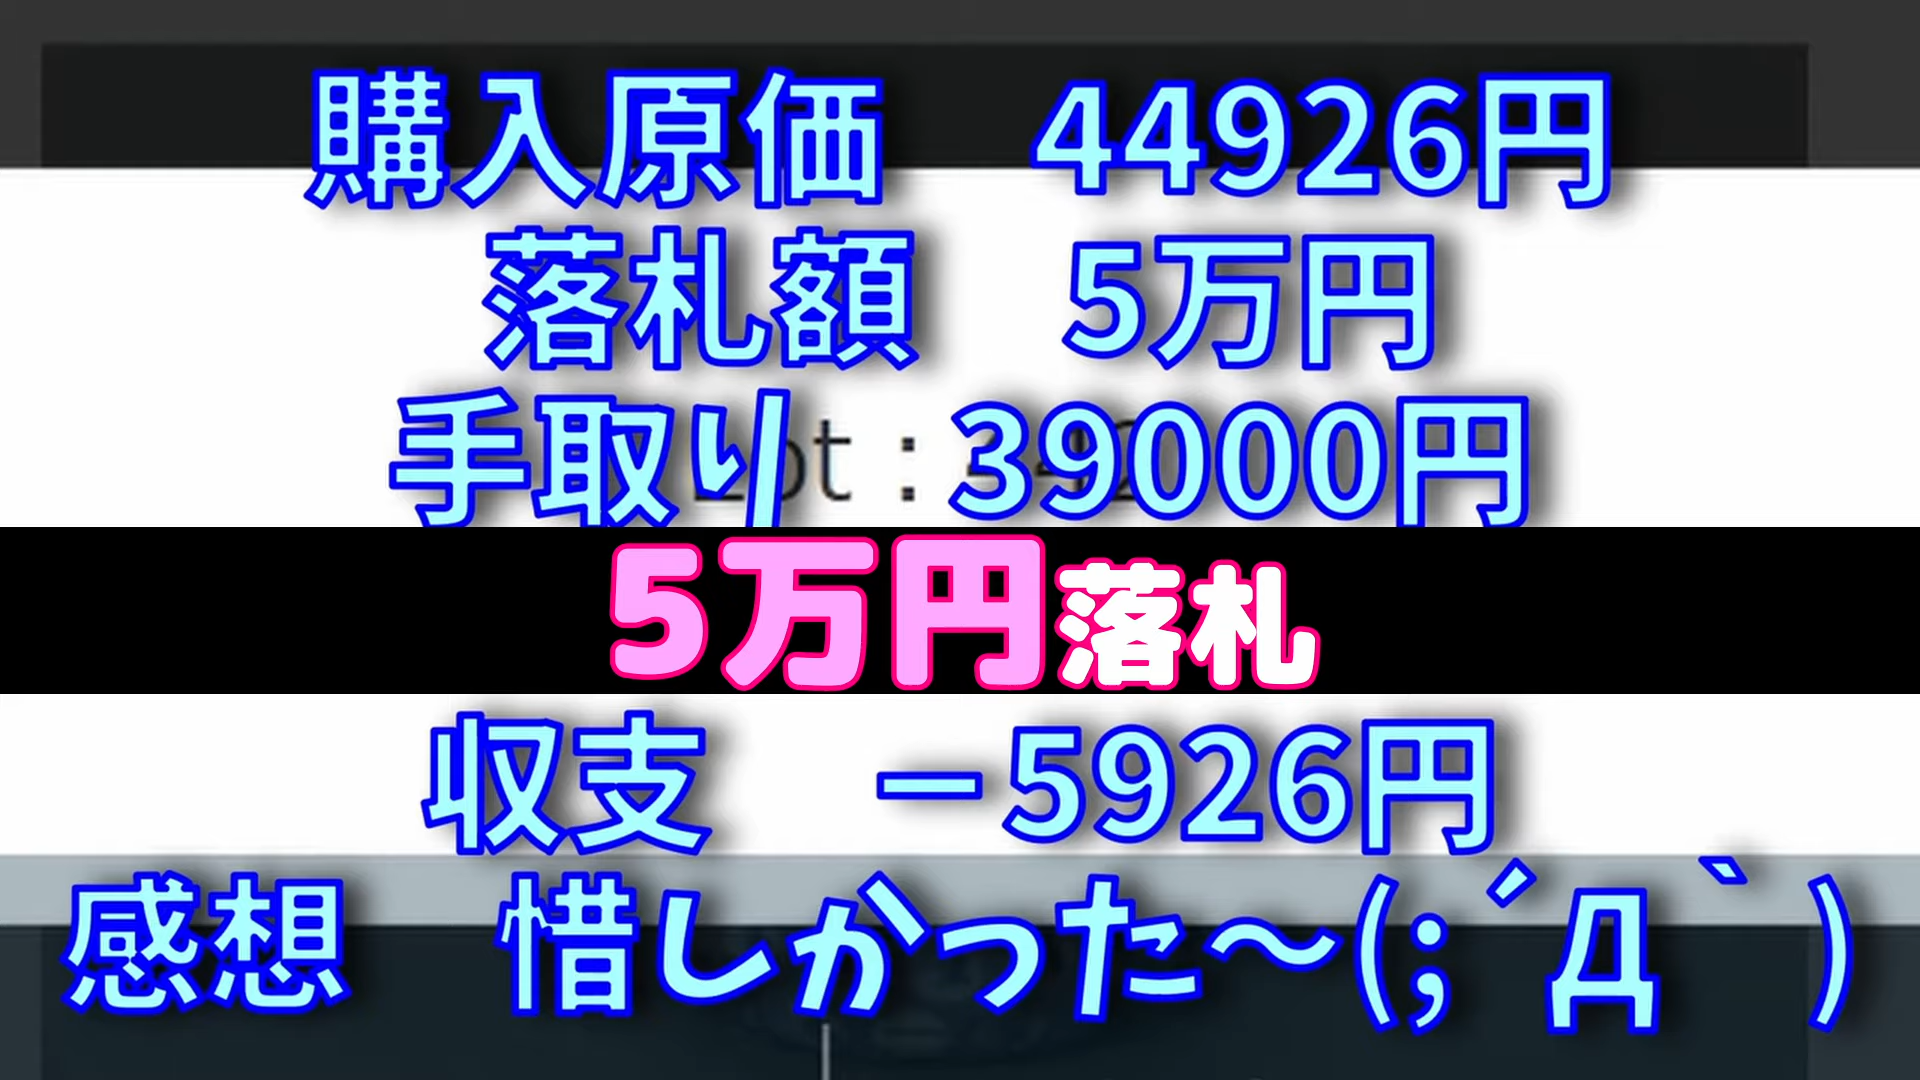 購入原価　44926円
落札額　5万円
手取り　39000円
ot :
5万円落札
収支　－5926円
感想　惜しかった～(;´Д｀)